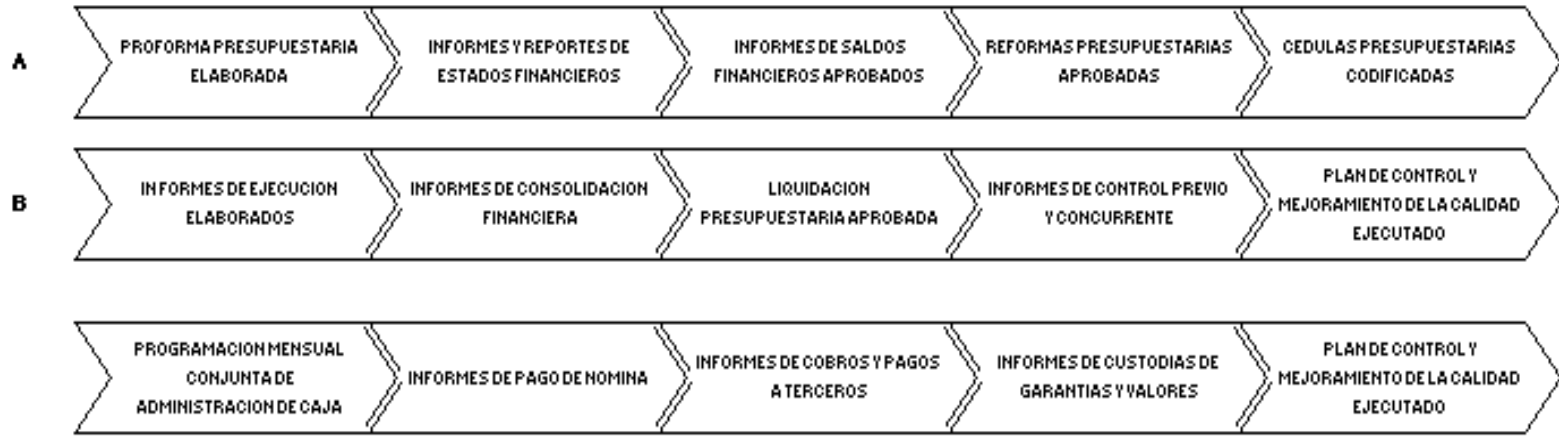 A
PROFORMA PRESUPUESTARIA
ELABORADA
INFORMES Y REPORTES DE
ESTADOS FINANCIEROS
INFORMES DE SALDOS
FINANCIEROS APROBADOS
REFORMAS PRESUPUESTARIAS
APROBADAS
CEDULAS PRESUPUESTARIAS
CODIFICADAS
B
INFORMES DE EJECUCION
ELABORADOS
INFORMES DE CONSOLIDACION
FINANCIERA
LIQUIDACION
PRESUPUESTARIA APROBADA
INFORMES DE CONTROL PREVIO
Y CONCURRENTE
PLAN DE CONTROL Y
MEJORAMIENTO DE LA CALIDAD
EJECUTADO
PROGRAMACION MENSUAL
CONJUNTA DE
ADMINISTRACION DE CAJA
INFORMES DE PAGO DE NOMINA
INFORMES DE COBROS Y PAGOS
A TERCEROS
INFORMES DE CUSTODIAS DE
GARANTIAS Y VALORES
PLAN DE CONTROL Y
MEJORAMIENTO DE LA CALIDAD
EJECUTADO